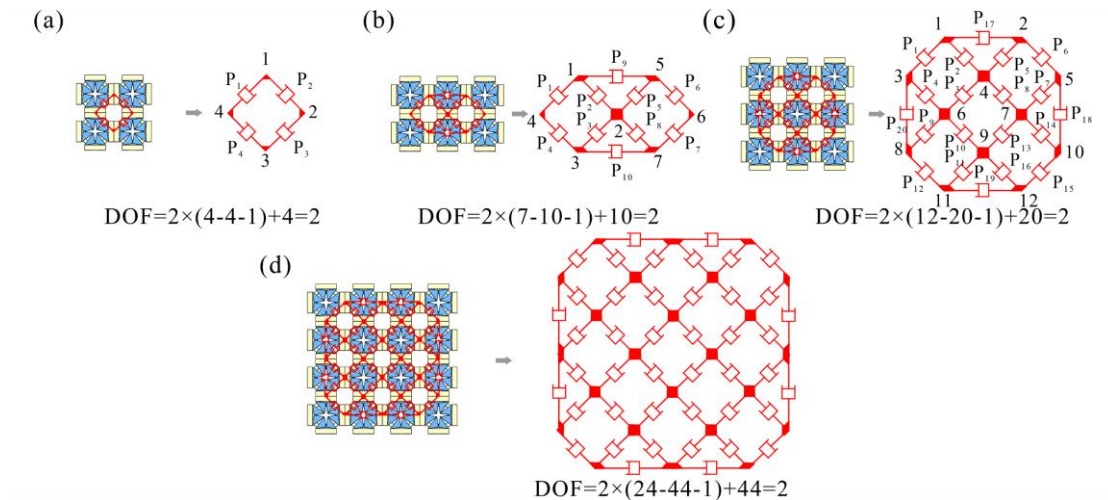 (a)
1
P₁
P₂
4
2
P₄
P₃
3
DOF=2×(4-4-1)+4=2
(b)
P₉
1
5
P₁
P₂
P₅
P₆
4
P₃
P₈
6
P₄
2
P₇
3
7
P₁₀
DOF=2×(7-10-1)+10=2
(c)
1
P₁₇
2
P₁
P₂
P₅
P₆
3
P₄
P₃
4
P₈
P₇
5
P₂₀
P₉
6
7
P₁₄
P₁₈
8
P₁₀
9
P₁₃
10
P₁₂
P₁₁
P₁₆
P₁₅
11
P₁₉
12
DOF=2×(12-20-1)+20=2
(d)
DOF=2×(24-44-1)+44=2